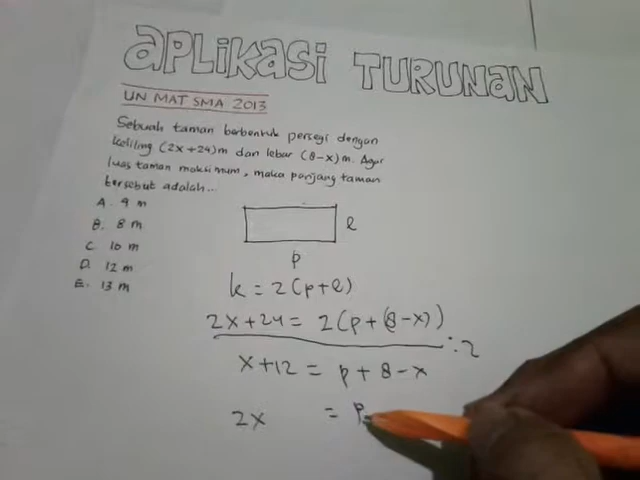 APLIKASI TURUNAN
UN MAT SMA 2013
Sebuah taman berbentuk persegi dengan
keliling (2x+24)m dan lebar (8-x)m. Agar
luas taman maksimum, maka panjang taman
tersebut adalah...
A. 4 m
B. 8 m
C. 10 m
D. 12 m
E. 13 m
l
p
k = 2(p+l)
2x+24 = 2(p+(8-x))
:2
x+12 = p+8-x
2x = p-